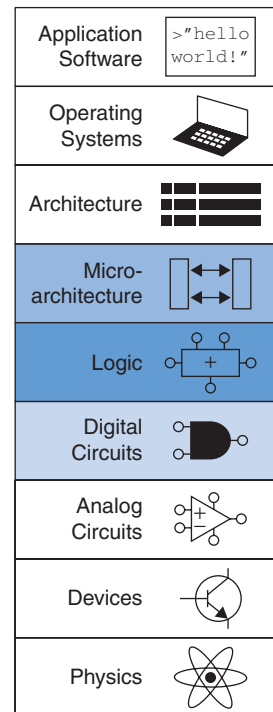 Application
Software
>"hello
world!"
Operating
Systems
Architecture
Micro-
architecture
Logic
+
Digital
Circuits
Analog
Circuits
+
−
Devices
Physics